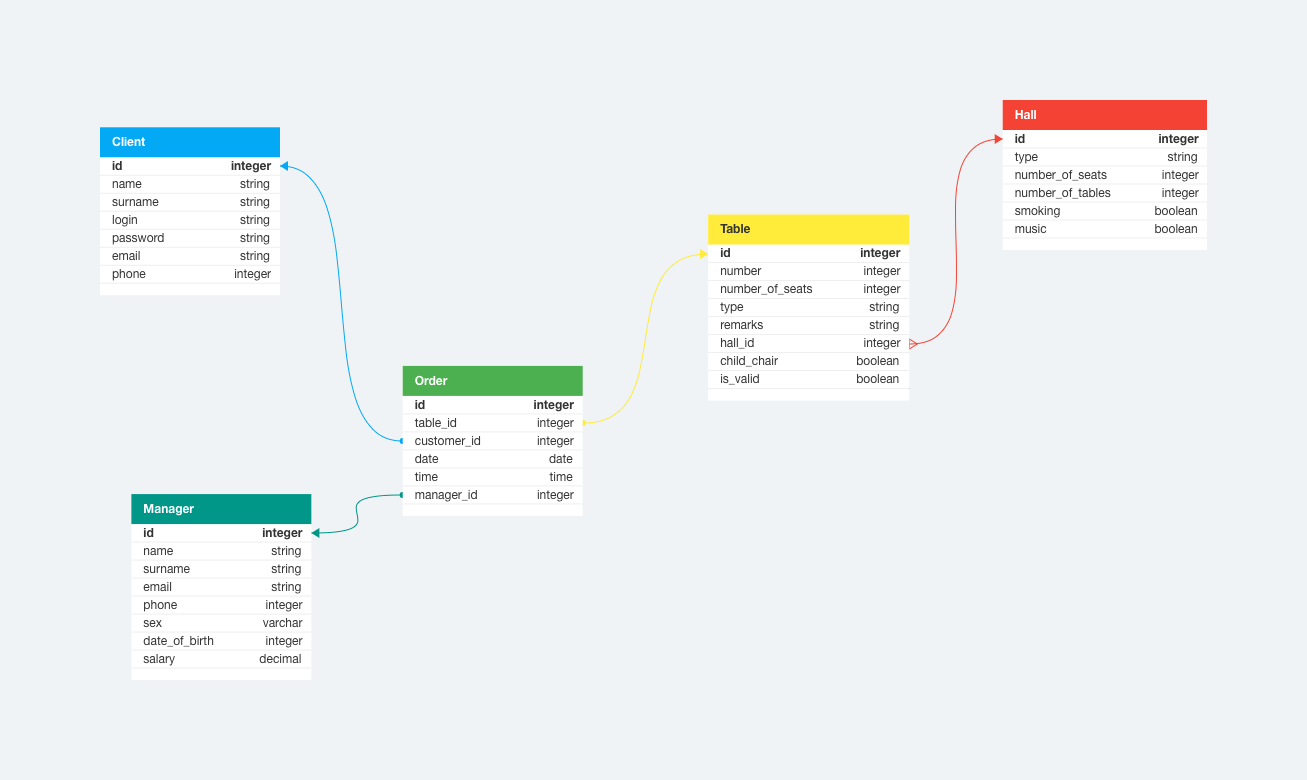 Client
id integer
name string
surname string
login string
password string
email string
phone integer
Manager
id integer
name string
surname string
email string
phone integer
sex varchar
date_of_birth integer
salary decimal
Order
id integer
table_id integer
customer_id integer
date date
time time
manager_id integer
Table
id integer
number integer
number_of_seats integer
type string
remarks string
hall_id integer
child_chair boolean
is_valid boolean
Hall
id integer
type string
number_of_seats integer
number_of_tables integer
smoking boolean
music boolean